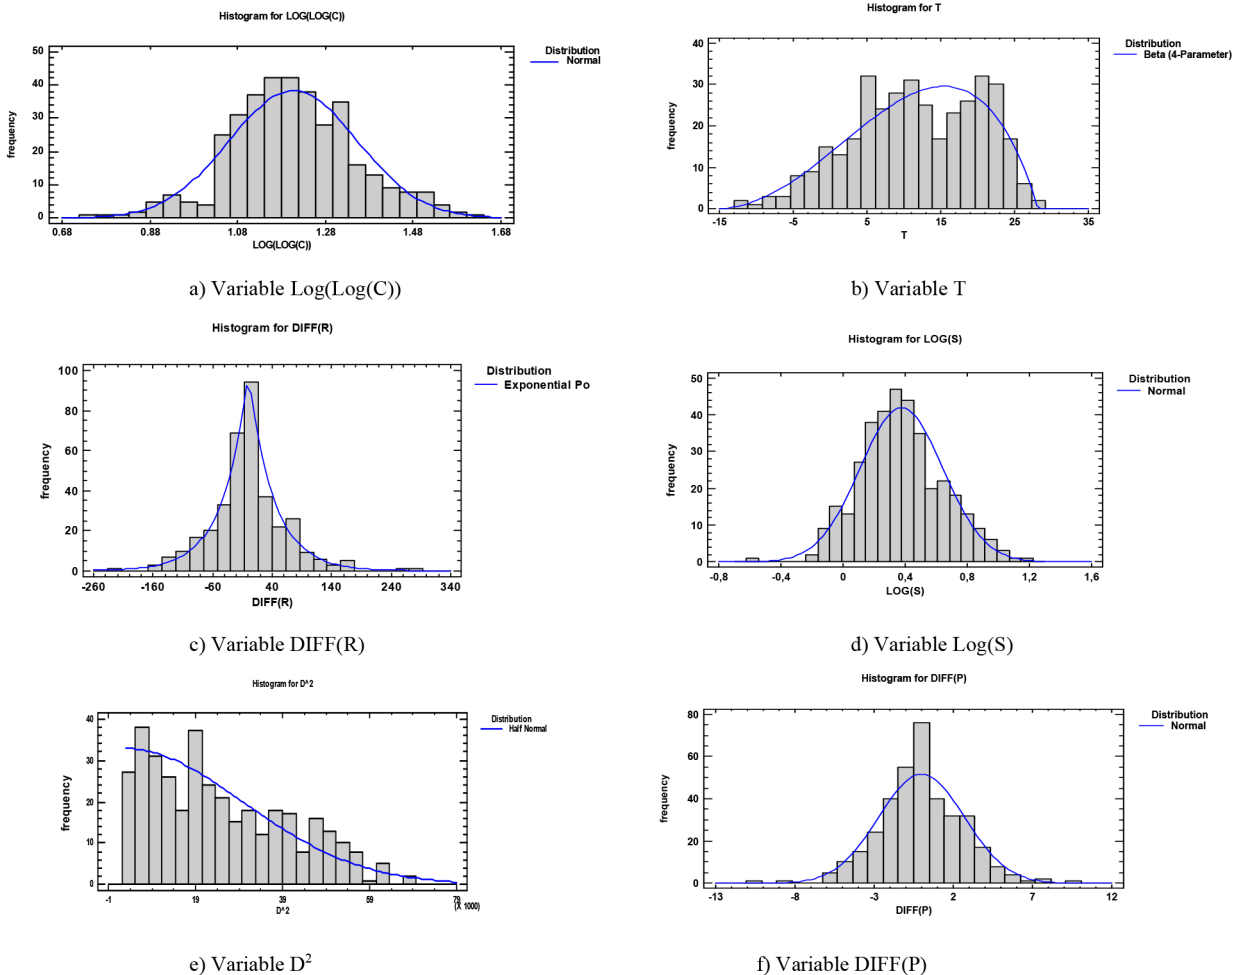 Histogram for LOG(LOG(C))
Distribution
Normal
frequency
50
40
30
20
10
0
0.68 0.88 1.08 1.28 1.48 1.68
LOG(LOG(C))
a) Variable Log(Log(C))
Histogram for T
Distribution
Beta (4-Parameter)
frequency
40
30
20
10
0
-15 -5 5 15 25 35
T
b) Variable T
Histogram for DIFF(R)
Distribution
Exponential Po
frequency
100
80
60
40
20
0
-260 -160 -60 40 140 240 340
DIFF(R)
c) Variable DIFF(R)
Histogram for LOG(S)
Distribution
Normal
frequency
50
40
30
20
10
0
-0,8 -0,4 0 0,4 0,8 1,2 1,6
LOG(S)
d) Variable Log(S)
Histogram for D^2
Distribution
Half Normal
frequency
40
30
20
10
0
-1 19 39 59 79
(X 1000)
D^2
e) Variable D²
Histogram for DIFF(P)
Distribution
Normal
frequency
80
60
40
20
0
-13 -8 -3 2 7 12
DIFF(P)
f) Variable DIFF(P)